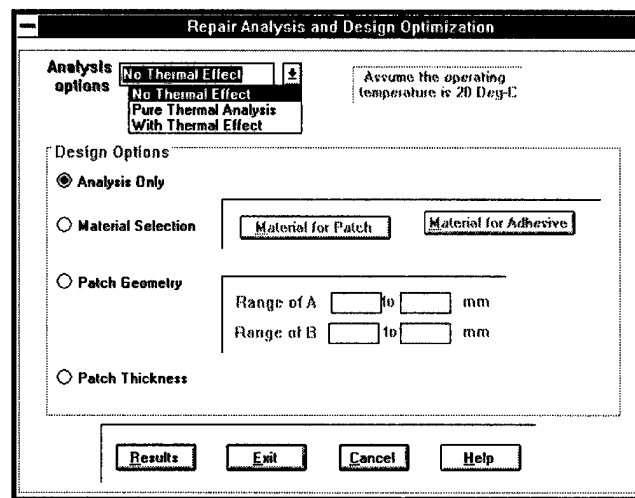 Repair Analysis and Design Optimization
Analysis options
No Thermal Effect
No Thermal Effect
Pure Thermal Analysis
With Thermal Effect
Assume the operating
temperature is 20 Deg-C
Design Options
Analysis Only
Material Selection
Material for Patch
Material for Adhesive
Patch Geometry
Range of A to mm
Range of B to mm
Patch Thickness
Results
Exit
Cancel
Help